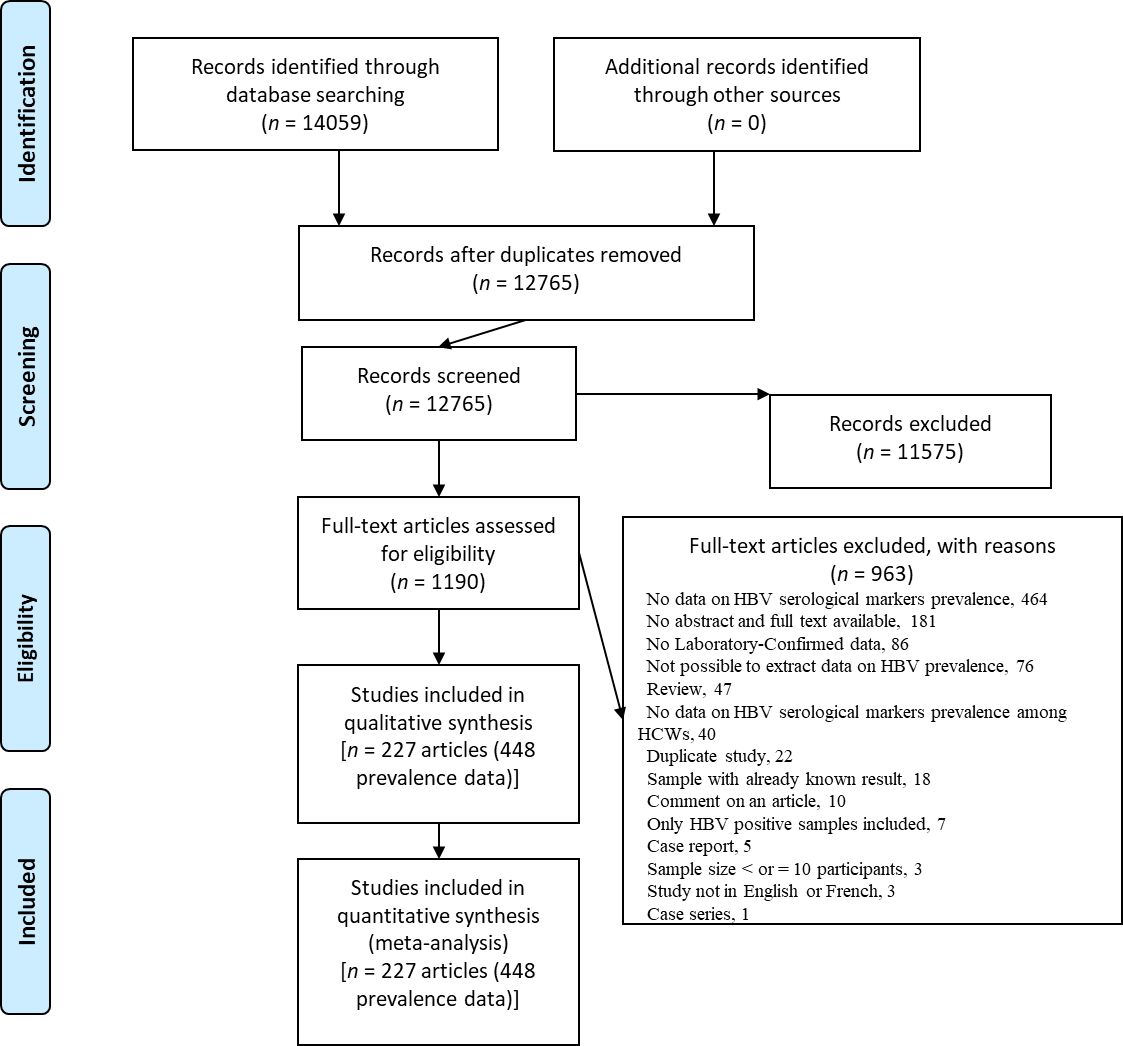 Identification
Records identified through
database searching
(n = 14059)
Additional records identified
through other sources
(n = 0)
Records after duplicates removed
(n = 12765)
Screening
Records screened
(n = 12765)
Records excluded
(n = 11575)
Eligibility
Full-text articles assessed
for eligibility
(n = 1190)
Full-text articles excluded, with reasons
(n = 963)
No data on HBV serological markers prevalence, 464
No abstract and full text available, 181
No Laboratory-Confirmed data, 86
Not possible to extract data on HBV prevalence, 76
Review, 47
No data on HBV serological markers prevalence among
HCWs, 40
Duplicate study, 22
Sample with already known result, 18
Comment on an article, 10
Only HBV positive samples included, 7
Case report, 5
Sample size < or = 10 participants, 3
Study not in English or French, 3
Case series, 1
Studies included in
qualitative synthesis
[n = 227 articles (448
prevalence data)]
Included
Studies included in
quantitative synthesis
(meta-analysis)
[n = 227 articles (448
prevalence data)]